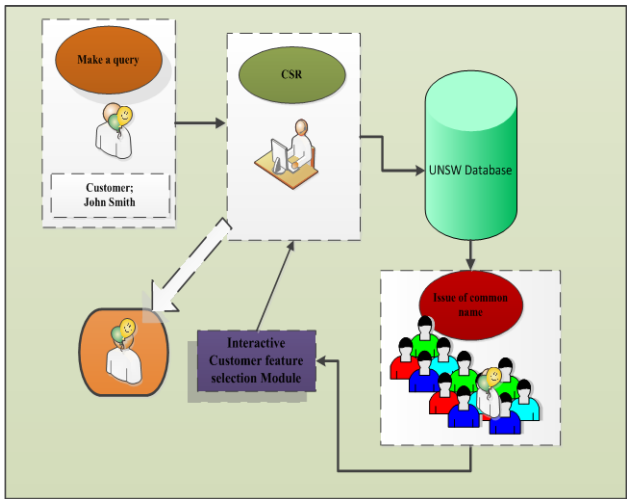 Make a query
Customer;
John Smith
CSR
UNSW Database
Issue of common
name
Interactive
Customer feature
selection Module